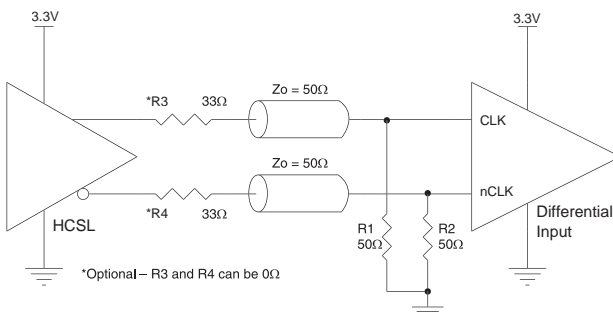 3.3V
3.3V
*R3 33Ω
Zo = 50Ω
CLK
Zo = 50Ω
nCLK
HCSL
*R4 33Ω
R1
50Ω
R2
50Ω
Differential
Input
*Optional – R3 and R4 can be 0Ω